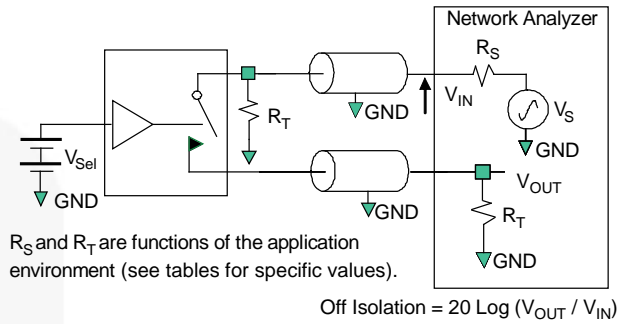 Network Analyzer
R_S
V_IN
V_S
GND
GND
R_T
V_Sel
GND
V_OUT
R_T
GND
GND
R_S and R_T are functions of the application
environment (see tables for specific values).
Off Isolation = 20 Log (V_OUT / V_IN)